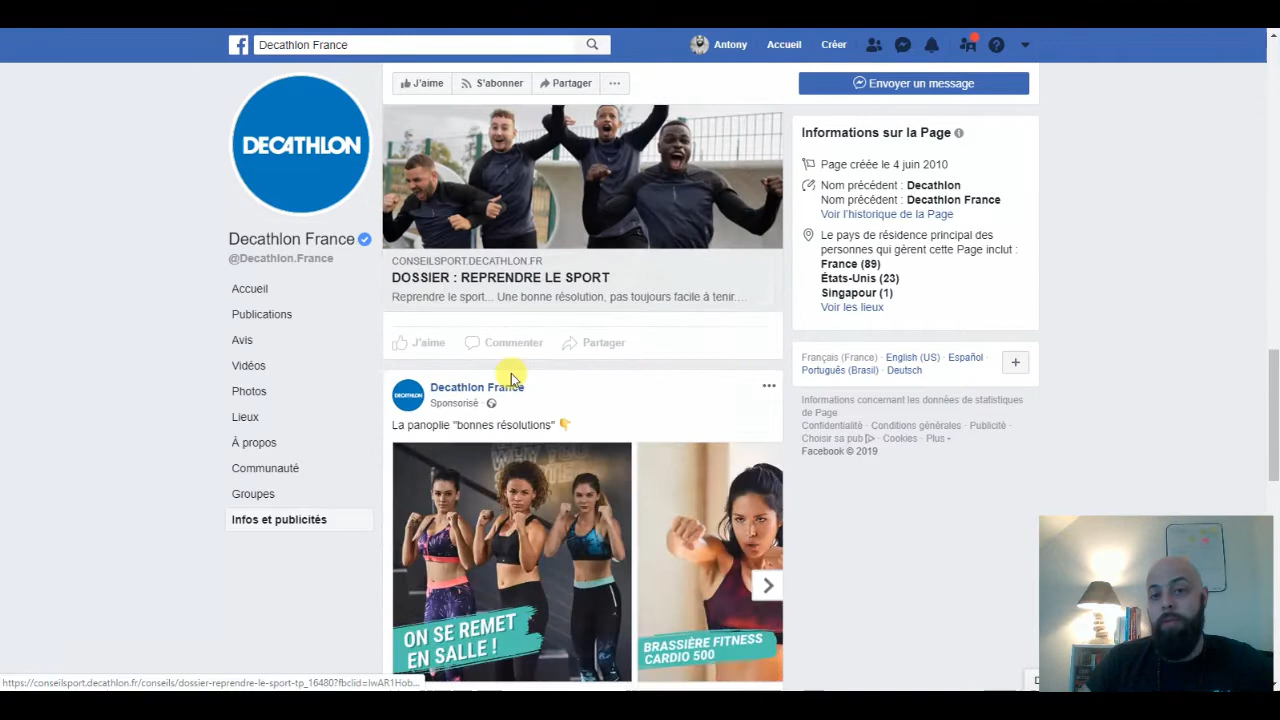 Decathlon France
Antony
Accueil
Créer
DECATHLON
Decathlon France
@Decathlon.France
Accueil
Publications
Avis
Vidéos
Photos
Lieux
À propos
Communauté
Groupes
Infos et publicités
J'aime
S'abonner
Partager
...
Envoyer un message
CONSEILSPORT.DECATHLON.FR
DOSSIER : REPRENDRE LE SPORT
Reprendre le sport... Une bonne résolution, pas toujours facile à tenir....
J'aime
Commenter
Partager
DECATHLON
Decathlon France
Sponsorisé ·
La panoplie "bonnes résolutions" 👇
ON SE REMET
EN SALLE !
BRASSIÈRE FITNESS
CARDIO 500
Informations sur la Page
Page créée le 4 juin 2010
Nom précédent : Decathlon
Nom précédent : Decathlon France
Voir l'historique de la Page
Le pays de résidence principal des
personnes qui gèrent cette Page inclut :
France (89)
États-Unis (23)
Singapour (1)
Voir les lieux
Français (France) · English (US) · Español ·
Português (Brasil) · Deutsch
Informations concernant les données de statistiques
de Page
Confidentialité · Conditions générales · Publicité ·
Choisir sa pub · Cookies · Plus
Facebook © 2019
https://conseilsport.decathlon.fr/conseils/dossier-reprendre-le-sport-tp_16480?fbclid=IwAR1Hob...